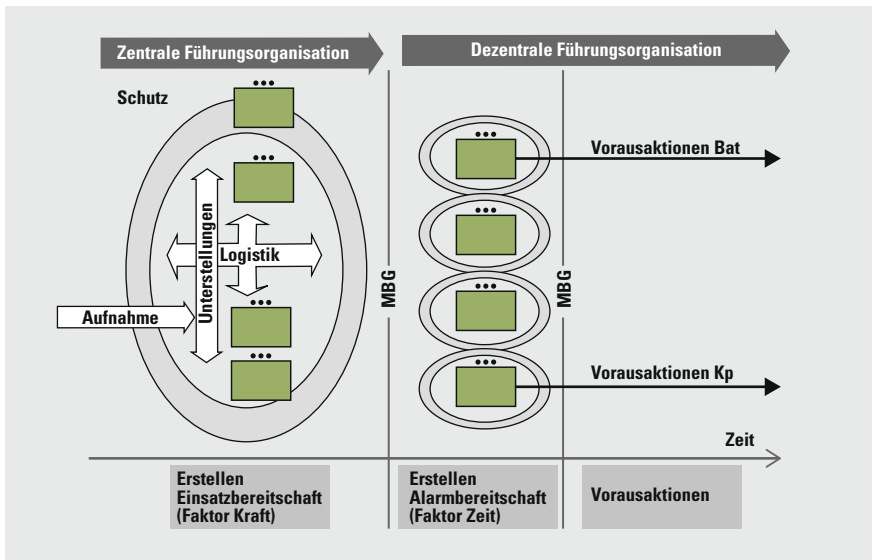 Zentrale Führungsorganisation
Dezentrale Führungsorganisation
Schutz
Unterstellungen
Logistik
Aufnahme
MBG
MBG
Vorausaktionen Bat
Vorausaktionen Kp
Zeit
Erstellen
Einsatzbereitschaft
(Faktor Kraft)
Erstellen
Alarmbereitschaft
(Faktor Zeit)
Vorausaktionen